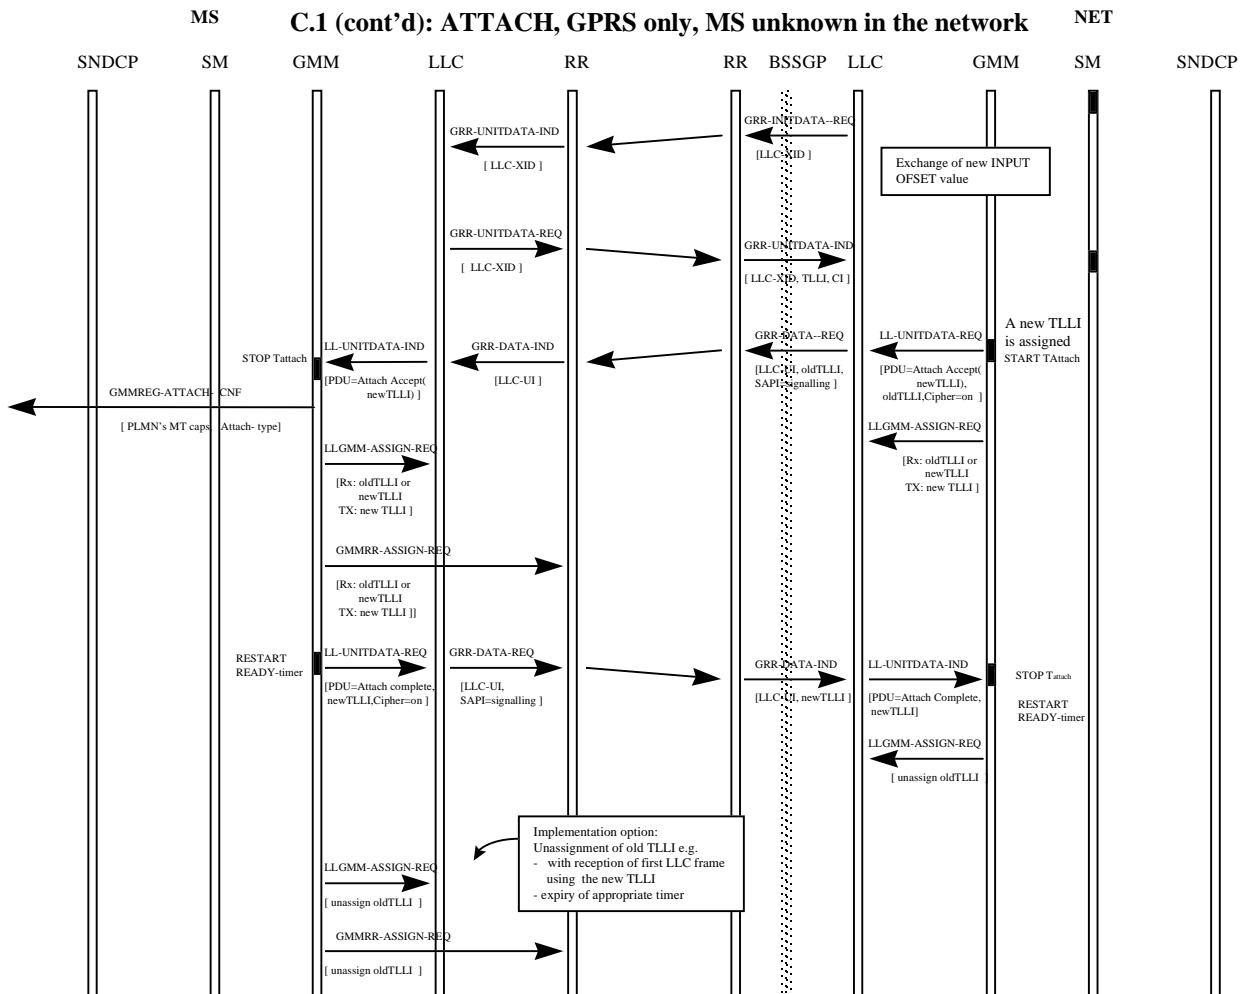 MS
C.1 (cont'd): ATTACH, GPRS only, MS unknown in the network
NET
SNDCP SM GMM LLC RR RR BSSGP LLC GMM SM SNDCP
GRR-UNITDATA-IND
[ LLC-XID ]
GRR-INITDATA--REQ
[LLC-XID ]
Exchange of new INPUT
OFSET value
GRR-UNITDATA-REQ
[ LLC-XID ]
GRR-UNITDATA-IND
[ LLC-XID, TLLI, CI ]
A new TLLI
is assigned
START TAttach
STOP Tattach
LL-UNITDATA-IND
[PDU=Attach Accept(
newTLLI) ]
GRR-DATA-IND
[LLC-UI ]
GRR-DATA--REQ
[LLC-UI, oldTLLI,
SAPI=signalling ]
LL-UNITDATA-REQ
[PDU=Attach Accept(
newTLLI),
oldTLLI,Cipher=on ]
GMMREG-ATTACH- CNF
[ PLMN's MT caps, Attach- type]
LLGMM-ASSIGN-REQ
[Rx: oldTLLI or
newTLLI
TX: new TLLI ]
LLGMM-ASSIGN-REQ
[Rx: oldTLLI or
newTLLI
TX: new TLLI ]
GMMRR-ASSIGN-REQ
[Rx: oldTLLI or
newTLLI
TX: new TLLI ]]
RESTART
READY-timer
LL-UNITDATA-REQ
[PDU=Attach complete,
newTLLI,Cipher=on ]
GRR-DATA-REQ
[LLC-UI,
SAPI=signalling ]
GRR-DATA-IND
[LLC-UI, newTLLI ]
LL-UNITDATA-IND
[PDU=Attach Complete,
newTLLI]
STOP Tattach
RESTART
READY-timer
LLGMM-ASSIGN-REQ
[ unassign oldTLLI ]
Implementation option:
Unassignment of old TLLI e.g.
- with reception of first LLC frame
using the new TLLI
- expiry of appropriate timer
LLGMM-ASSIGN-REQ
[ unassign oldTLLI ]
GMMRR-ASSIGN-REQ
[ unassign oldTLLI ]